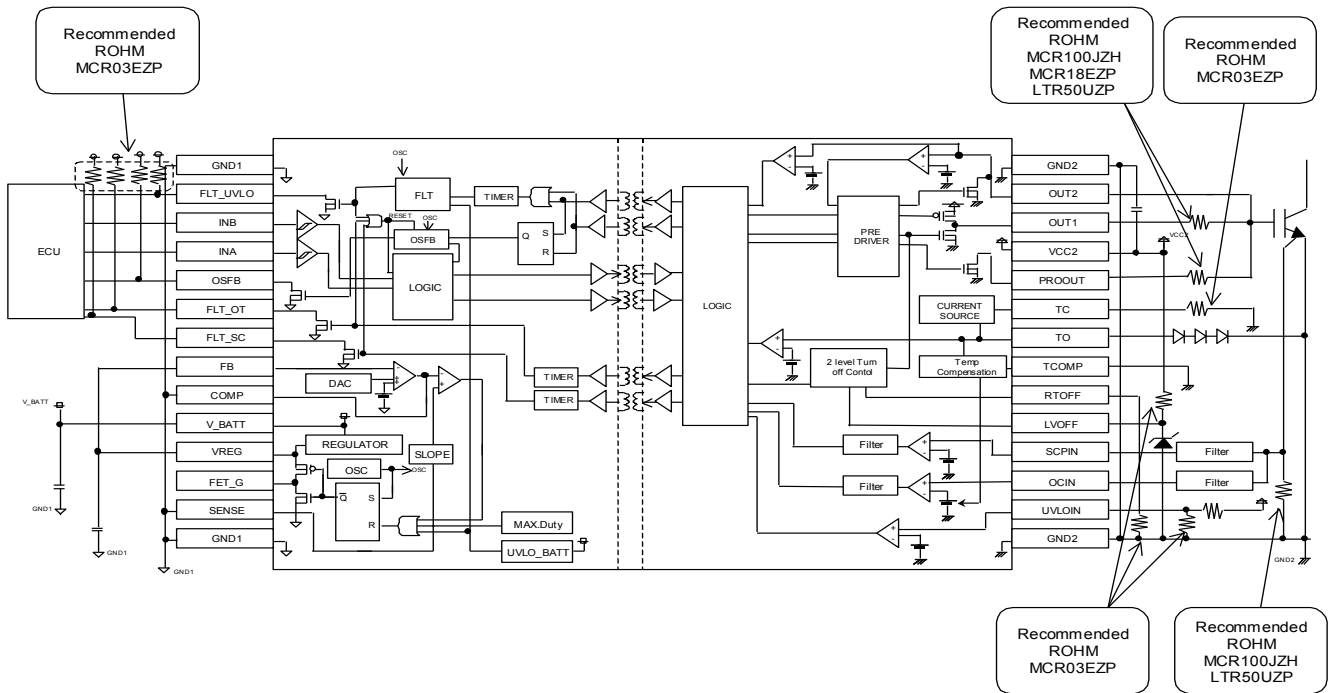 Recommended
ROHM
MCR03EZP
Recommended
ROHM
MCR100JZH
MCR18EZP
LTR50UZP
Recommended
ROHM
MCR03EZP
ECU
GND1
FLT_UVLO
INB
INA
OSFB
FLT_OT
FLT_SC
FB
COMP
V_BATT
VREG
FET_G
SENSE
GND1
V_BATT
GND1
GND1
GND1
OSC
FLT
TIMER
RESET
OSC
OSFB
Q
S
R
LOGIC
TIMER
TIMER
DAC
REGULATOR
SLOPE
OSC
OSC
Q
S
R
MAX.Duty
UVLO_BATT
LOGIC
PRE
DRIVER
CURRENT
SOURCE
2 level Turn
off Contol
Temp
Compensation
Filter
Filter
GND2
OUT2
OUT1
VCC2
PROOUT
TC
TO
TCOMP
RTOFF
LVOFF
SCPIN
OCIN
UVLOIN
GND2
VCC2
Filter
Filter
GND2
Recommended
ROHM
MCR03EZP
Recommended
ROHM
MCR100JZH
LTR50UZP